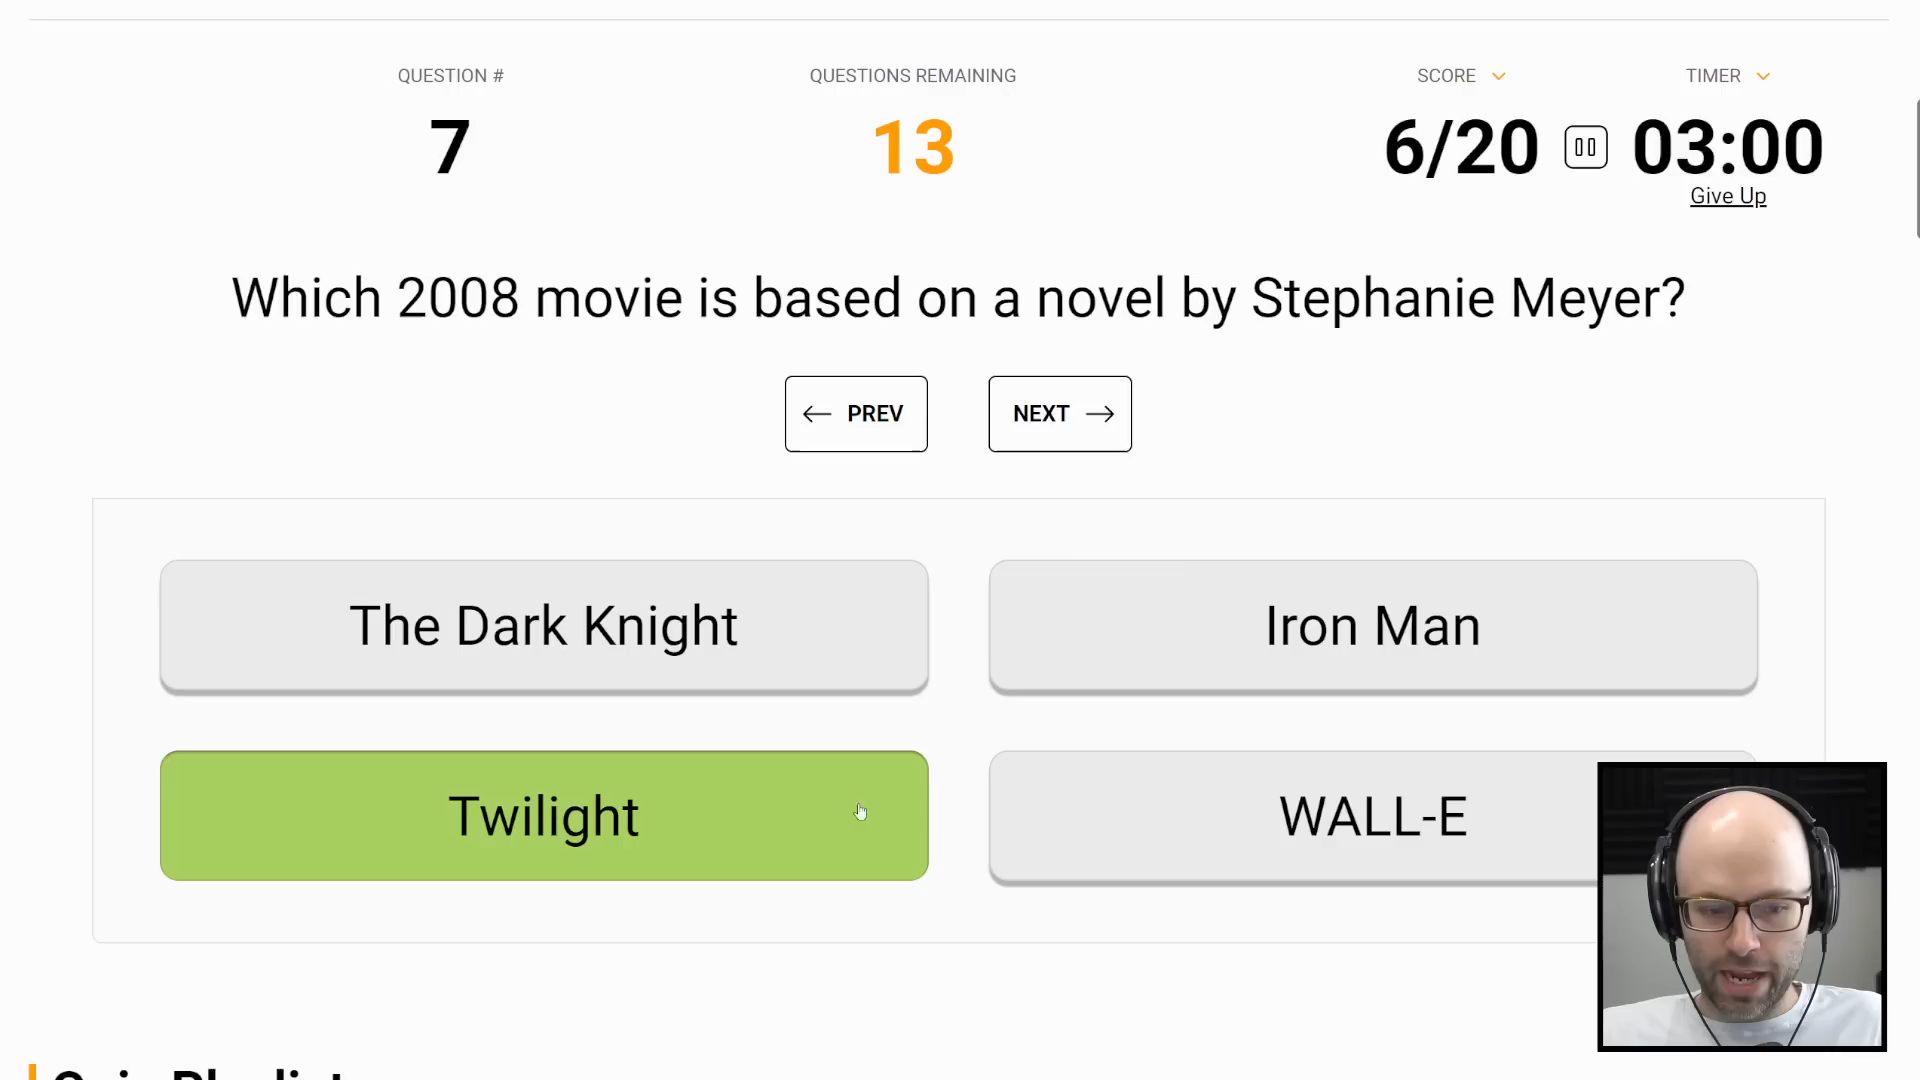 QUESTION #
QUESTIONS REMAINING
SCORE
TIMER
7
13
6/20
03:00
Give Up
Which 2008 movie is based on a novel by Stephanie Meyer?
PREV
NEXT
The Dark Knight
Iron Man
Twilight
WALL-E